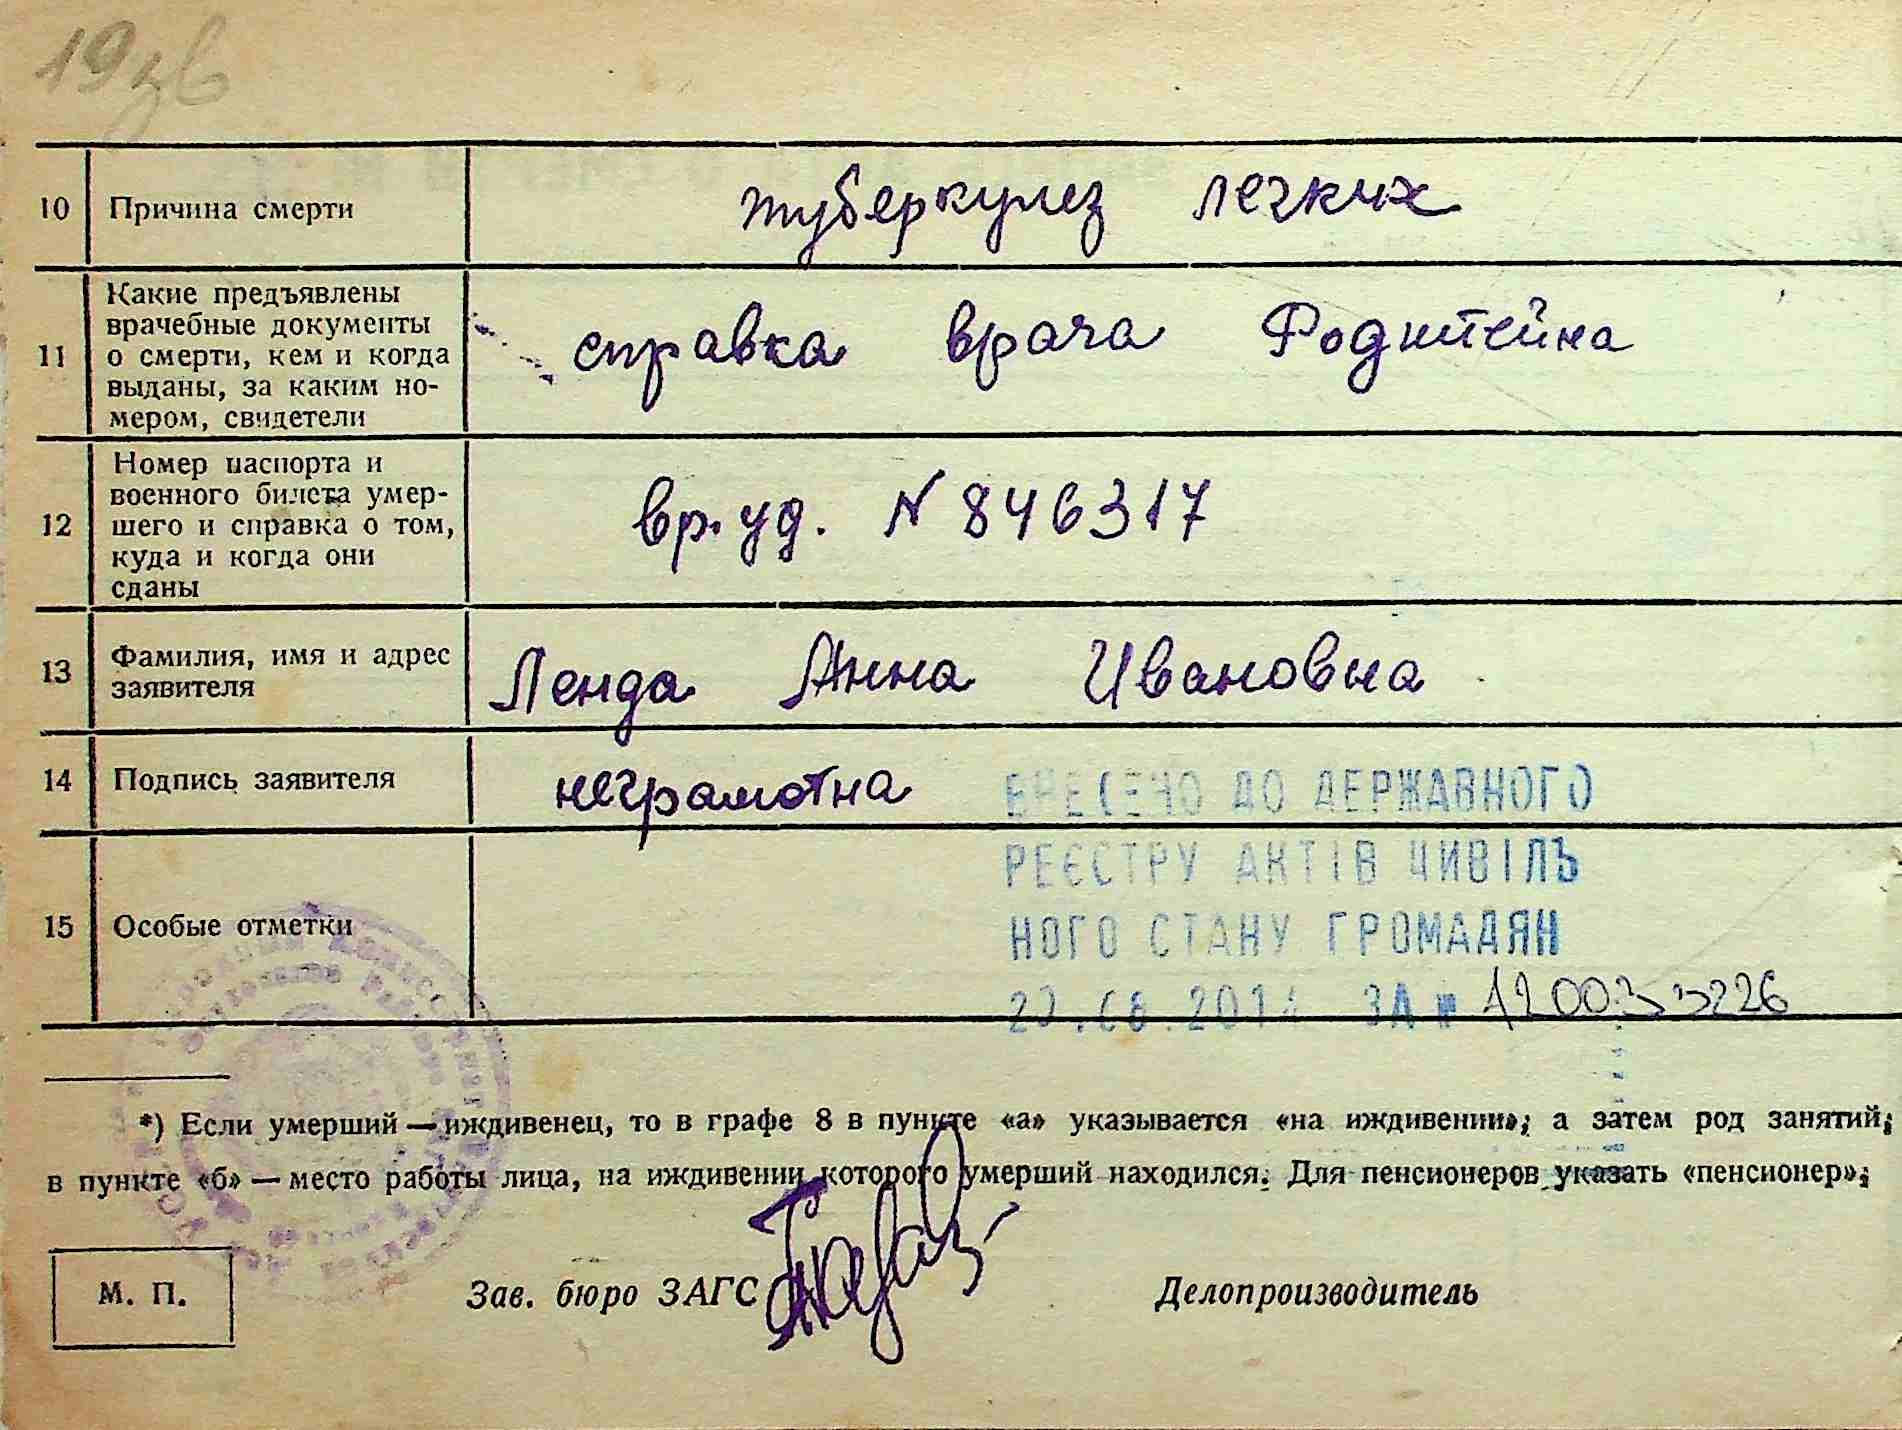 10 Причина смерти туберкулез легких
11 Какие предъявлены
врачебные документы
о смерти, кем и когда
выданы, за каким но-
мером, свидетели
справка врача
12 Номер паспорта и
военного билета умер-
шего и справка о том,
куда и когда они
сданы
вр. уд. N 846317
13 Фамилия, имя и адрес
заявителя
Ленда Анна Ивановна
14 Подпись заявителя неграмотна
ВНЕСЕНО ДО ДЕРЖАВНОГО
РЕЄСТРУ АКТІВ ЦИВІЛЬ
15 Особые отметки
НОГО СТАНУ ГРОМАДЯН
ЗА №
*) Если умерший — иждивенец, то в графе 8 в пункте «а» указывается «на иждивении»; а затем род занятий;
в пункте «б» — место работы лица, на иждивении которого умерший находился. Для пенсионеров указать «пенсионер»;
М. П. Зав. бюро ЗАГС Делопроизводитель